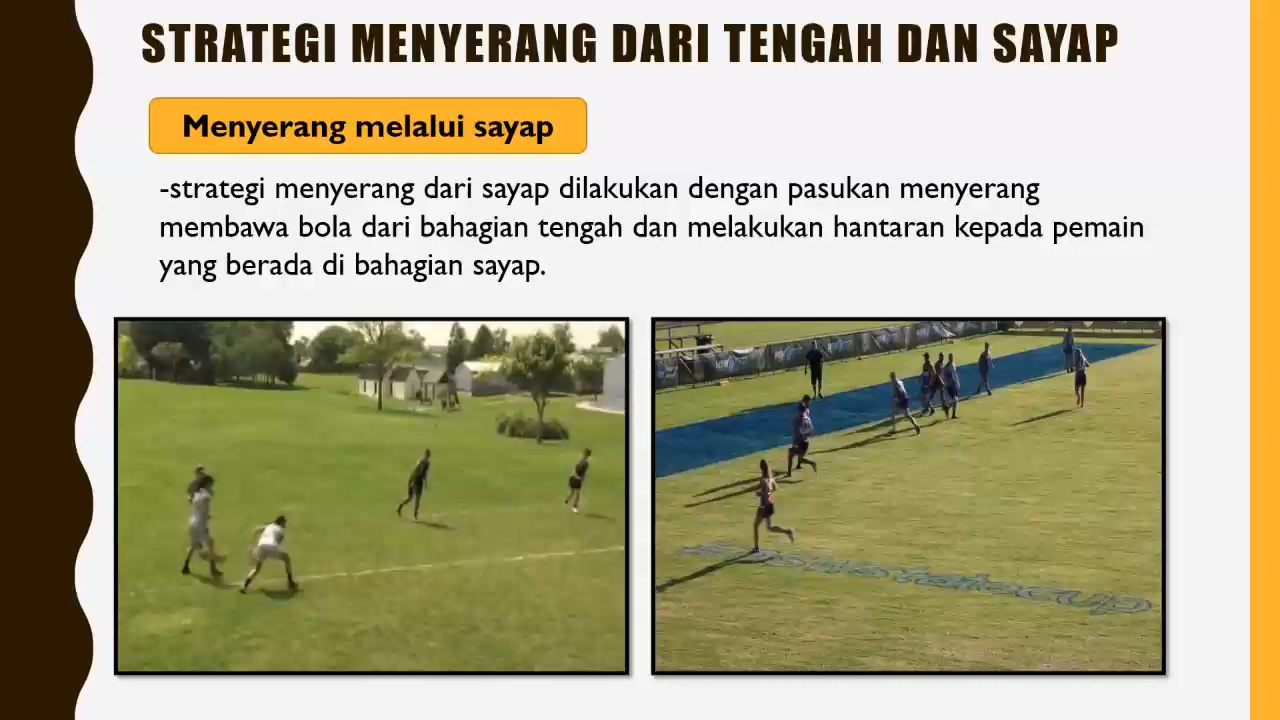 STRATEGI MENYERANG DARI TENGAH DAN SAYAP
Menyerang melalui sayap
-strategi menyerang dari sayap dilakukan dengan pasukan menyerang
membawa bola dari bahagian tengah dan melakukan hantaran kepada pemain
yang berada di bahagian sayap.